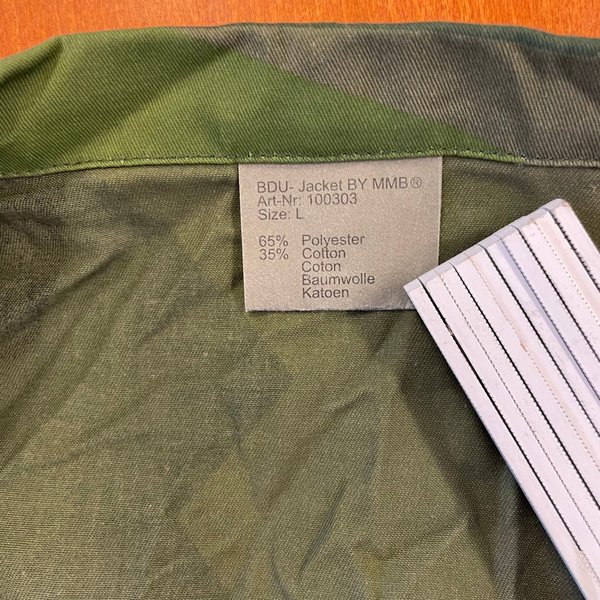 BDU- Jacket BY MMB®
Art-Nr: 100303
Size: L
65% Polyester
35% Cotton
Coton
Baumwolle
Katoen